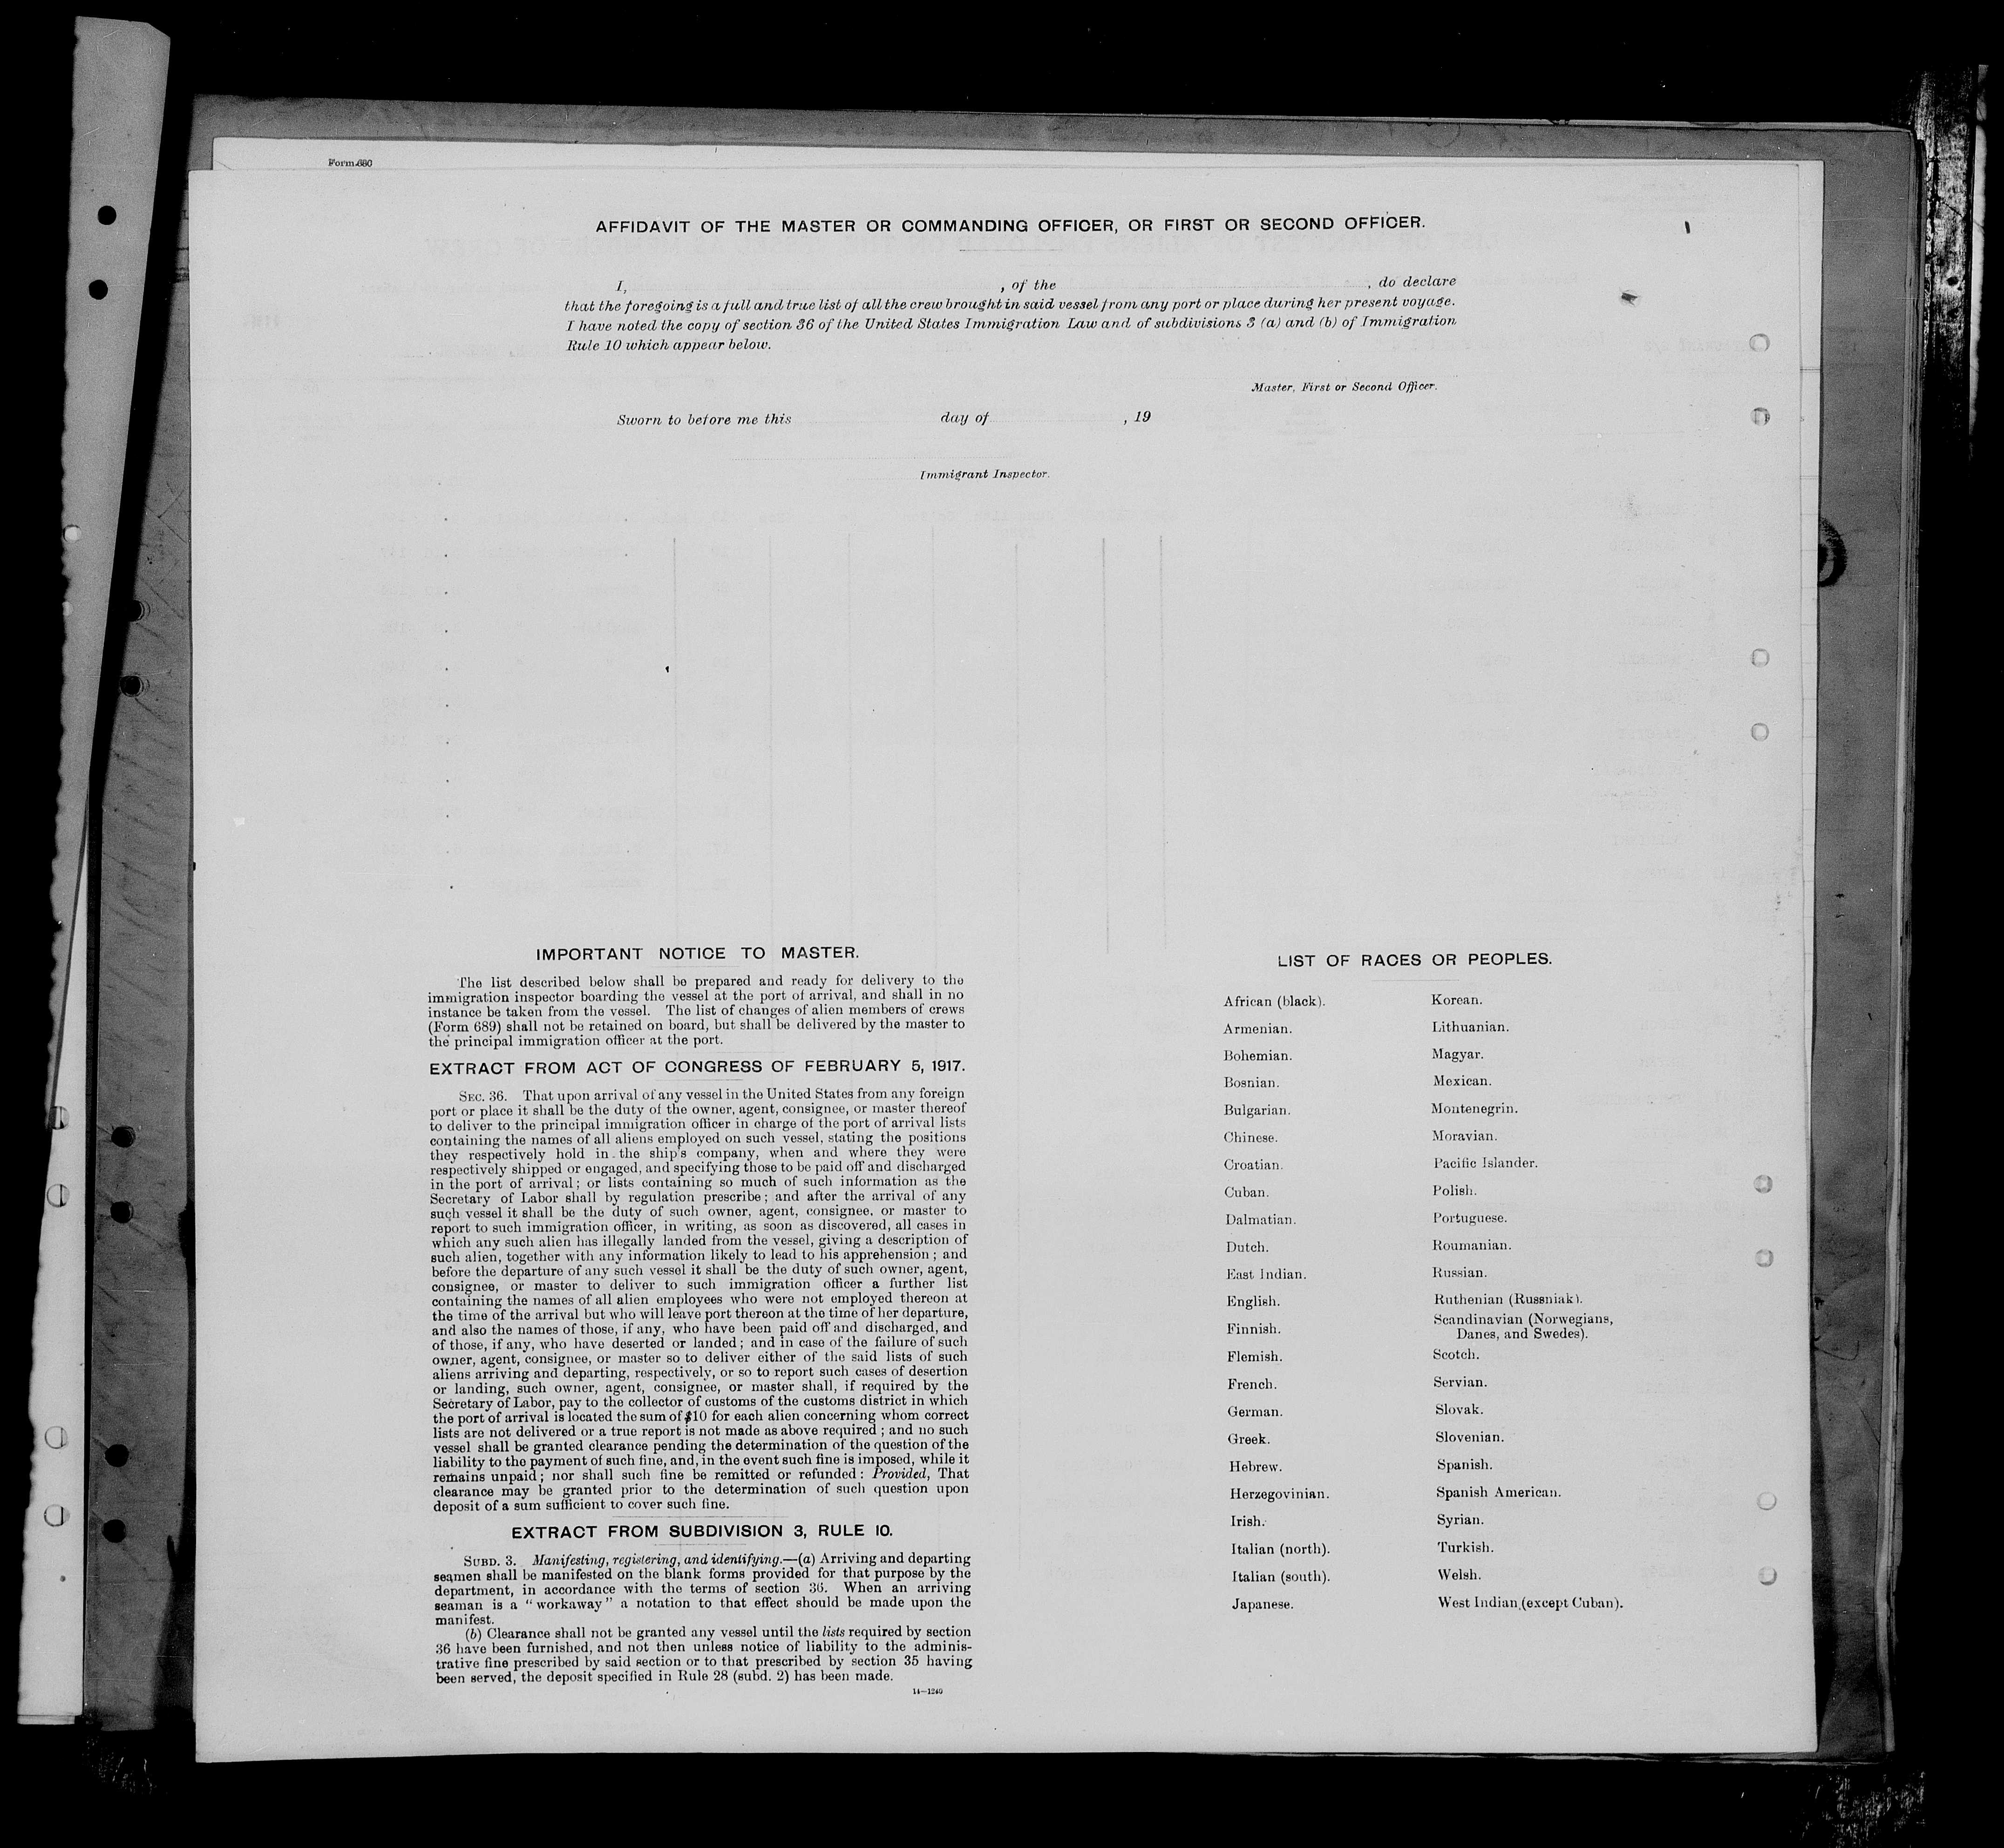 Form 680
AFFIDAVIT OF THE MASTER OR COMMANDING OFFICER, OR FIRST OR SECOND OFFICER.
I, , of the , do declare
that the foregoing is a full and true list of all the crew brought in said vessel from any port or place during her present voyage.
I have noted the copy of section 36 of the United States Immigration Law and of subdivisions 3 (a) and (b) of Immigration
Rule 10 which appear below.
Master, First or Second Officer.
Sworn to before me this day of , 19
Immigrant Inspector.
IMPORTANT NOTICE TO MASTER.
The list described below shall be prepared and ready for delivery to the
immigration inspector boarding the vessel at the port of arrival, and shall in no
instance be taken from the vessel. The list of changes of alien members of crews
(Form 689) shall not be retained on board, but shall be delivered by the master to
the principal immigration officer at the port.
EXTRACT FROM ACT OF CONGRESS OF FEBRUARY 5, 1917.
SEC. 36. That upon arrival of any vessel in the United States from any foreign
port or place it shall be the duty of the owner, agent, consignee, or master thereof
to deliver to the principal immigration officer in charge of the port of arrival lists
containing the names of all aliens employed on such vessel, stating the positions
they respectively hold in the ship's company, when and where they were
respectively shipped or engaged, and specifying those to be paid off and discharged
in the port of arrival; or lists containing so much of such information as the
Secretary of Labor shall by regulation prescribe; and after the arrival of any
such vessel it shall be the duty of such owner, agent, consignee, or master to
report to such immigration officer, in writing, as soon as discovered, all cases in
which any such alien has illegally landed from the vessel, giving a description of
such alien, together with any information likely to lead to his apprehension; and
before the departure of any such vessel it shall be the duty of such owner, agent,
consignee, or master to deliver to such immigration officer a further list
containing the names of all alien employees who were not employed thereon at
the time of the arrival but who will leave port thereon at the time of her departure,
and also the names of those, if any, who have been paid off and discharged, and
of those, if any, who have deserted or landed; and in case of the failure of such
owner, agent, consignee, or master so to deliver either of the said lists of such
aliens arriving and departing, respectively, or so to report such cases of desertion
or landing, such owner, agent, consignee, or master shall, if required by the
Secretary of Labor, pay to the collector of customs of the customs district in which
the port of arrival is located the sum of $10 for each alien concerning whom correct
lists are not delivered or a true report is not made as above required; and no such
vessel shall be granted clearance pending the determination of the question of the
liability to the payment of such fine, and, in the event such fine is imposed, while it
remains unpaid; nor shall such fine be remitted or refunded: Provided, That
clearance may be granted prior to the determination of such question upon
deposit of a sum sufficient to cover such fine.
EXTRACT FROM SUBDIVISION 3, RULE 10.
SUBD. 3. Manifesting, registering, and identifying.—(a) Arriving and departing
seamen shall be manifested on the blank forms provided for that purpose by the
department, in accordance with the terms of section 36. When an arriving
seaman is a "workaway" a notation to that effect should be made upon the
manifest.
(b) Clearance shall not be granted any vessel until the lists required by section
36 have been furnished, and not then unless notice of liability to the adminis-
trative fine prescribed by said section or to that prescribed by section 35 having
been served, the deposit specified in Rule 28 (subd. 2) has been made.
14—1240
LIST OF RACES OR PEOPLES.
African (black).
Armenian.
Bohemian.
Bosnian.
Bulgarian.
Chinese.
Croatian.
Cuban.
Dalmatian.
Dutch.
East Indian.
English.
Finnish.
Flemish.
French.
German.
Greek.
Hebrew.
Herzegovinian.
Irish.
Italian (north).
Italian (south).
Japanese.
Korean.
Lithuanian.
Magyar.
Mexican.
Montenegrin.
Moravian.
Pacific Islander.
Polish.
Portuguese.
Roumanian.
Russian.
Ruthenian (Russniak).
Scandinavian (Norwegians,
Danes, and Swedes).
Scotch.
Servian.
Slovak.
Slovenian.
Spanish.
Spanish American.
Syrian.
Turkish.
Welsh.
West Indian (except Cuban).